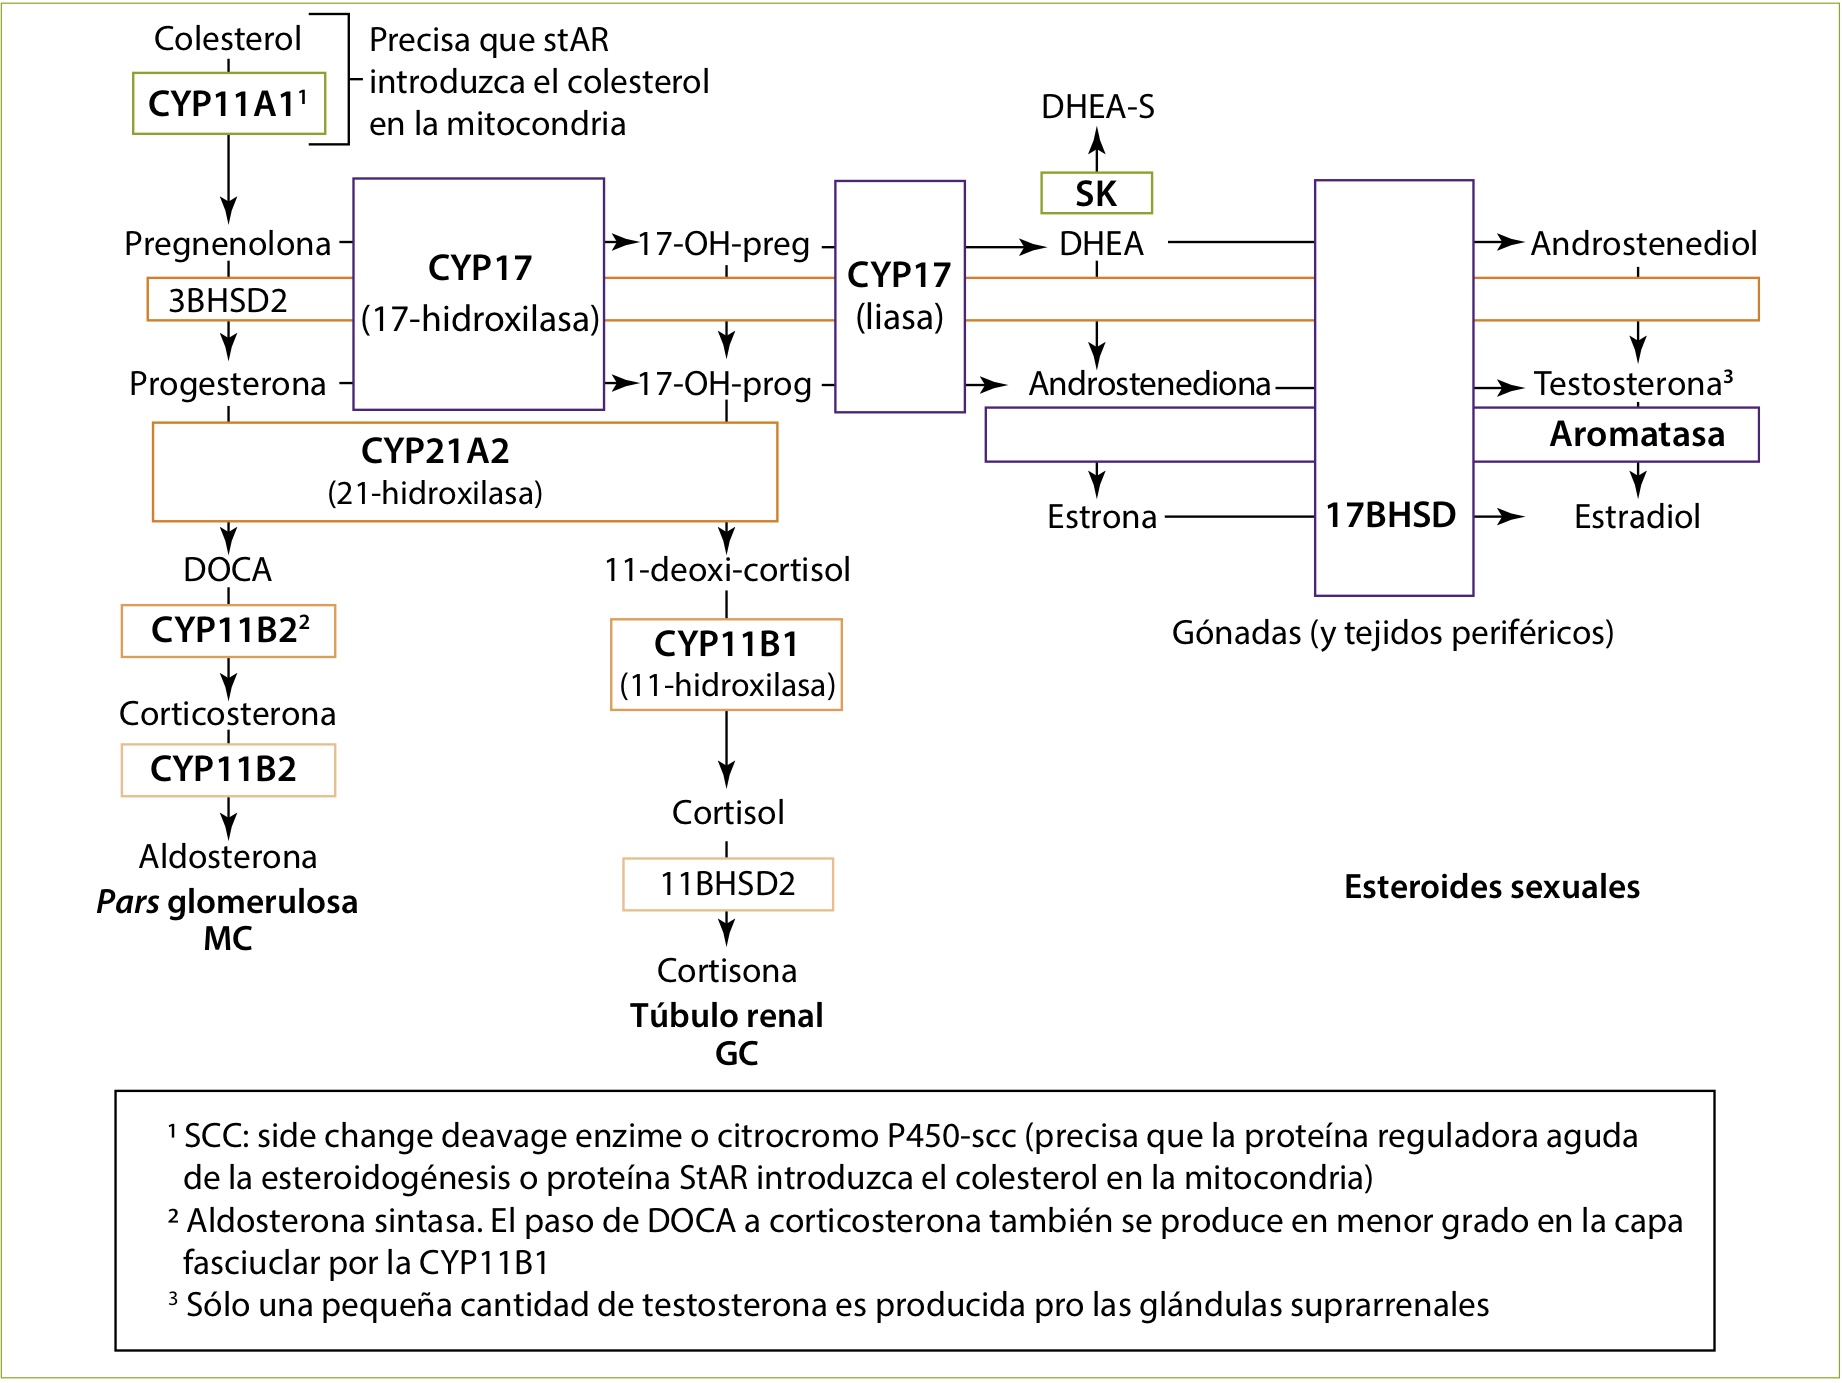 Colesterol
CYP11A1¹
Precisa que stAR
introduzca el colesterol
en la mitocondria
DHEA-S
SK
Pregnenolona
CYP17
(17-hidroxilasa)
17-OH-preg
CYP17
(liasa)
DHEA
Androstenediol
3BHSD2
Progesterona
17-OH-prog
Androstenediona
Testosterona³
Aromatasa
CYP21A2
(21-hidroxilasa)
Estrona
17BHSD
Estradiol
DOCA
11-deoxi-cortisol
CYP11B2²
CYP11B1
(11-hidroxilasa)
Gónadas (y tejidos periféricos)
Corticosterona
CYP11B2
Cortisol
Aldosterona
Pars glomerulosa
MC
11BHSD2
Esteroides sexuales
Cortisona
Túbulo renal
GC
¹ SCC: side change deavage enzime o citrocromo P450-scc (precisa que la proteína reguladora aguda
de la esteroidogénesis o proteína StAR introduzca el colesterol en la mitocondria)
² Aldosterona sintasa. El paso de DOCA a corticosterona también se produce en menor grado en la capa
fasciuclar por la CYP11B1
³ Sólo una pequeña cantidad de testosterona es producida pro las glándulas suprarrenales